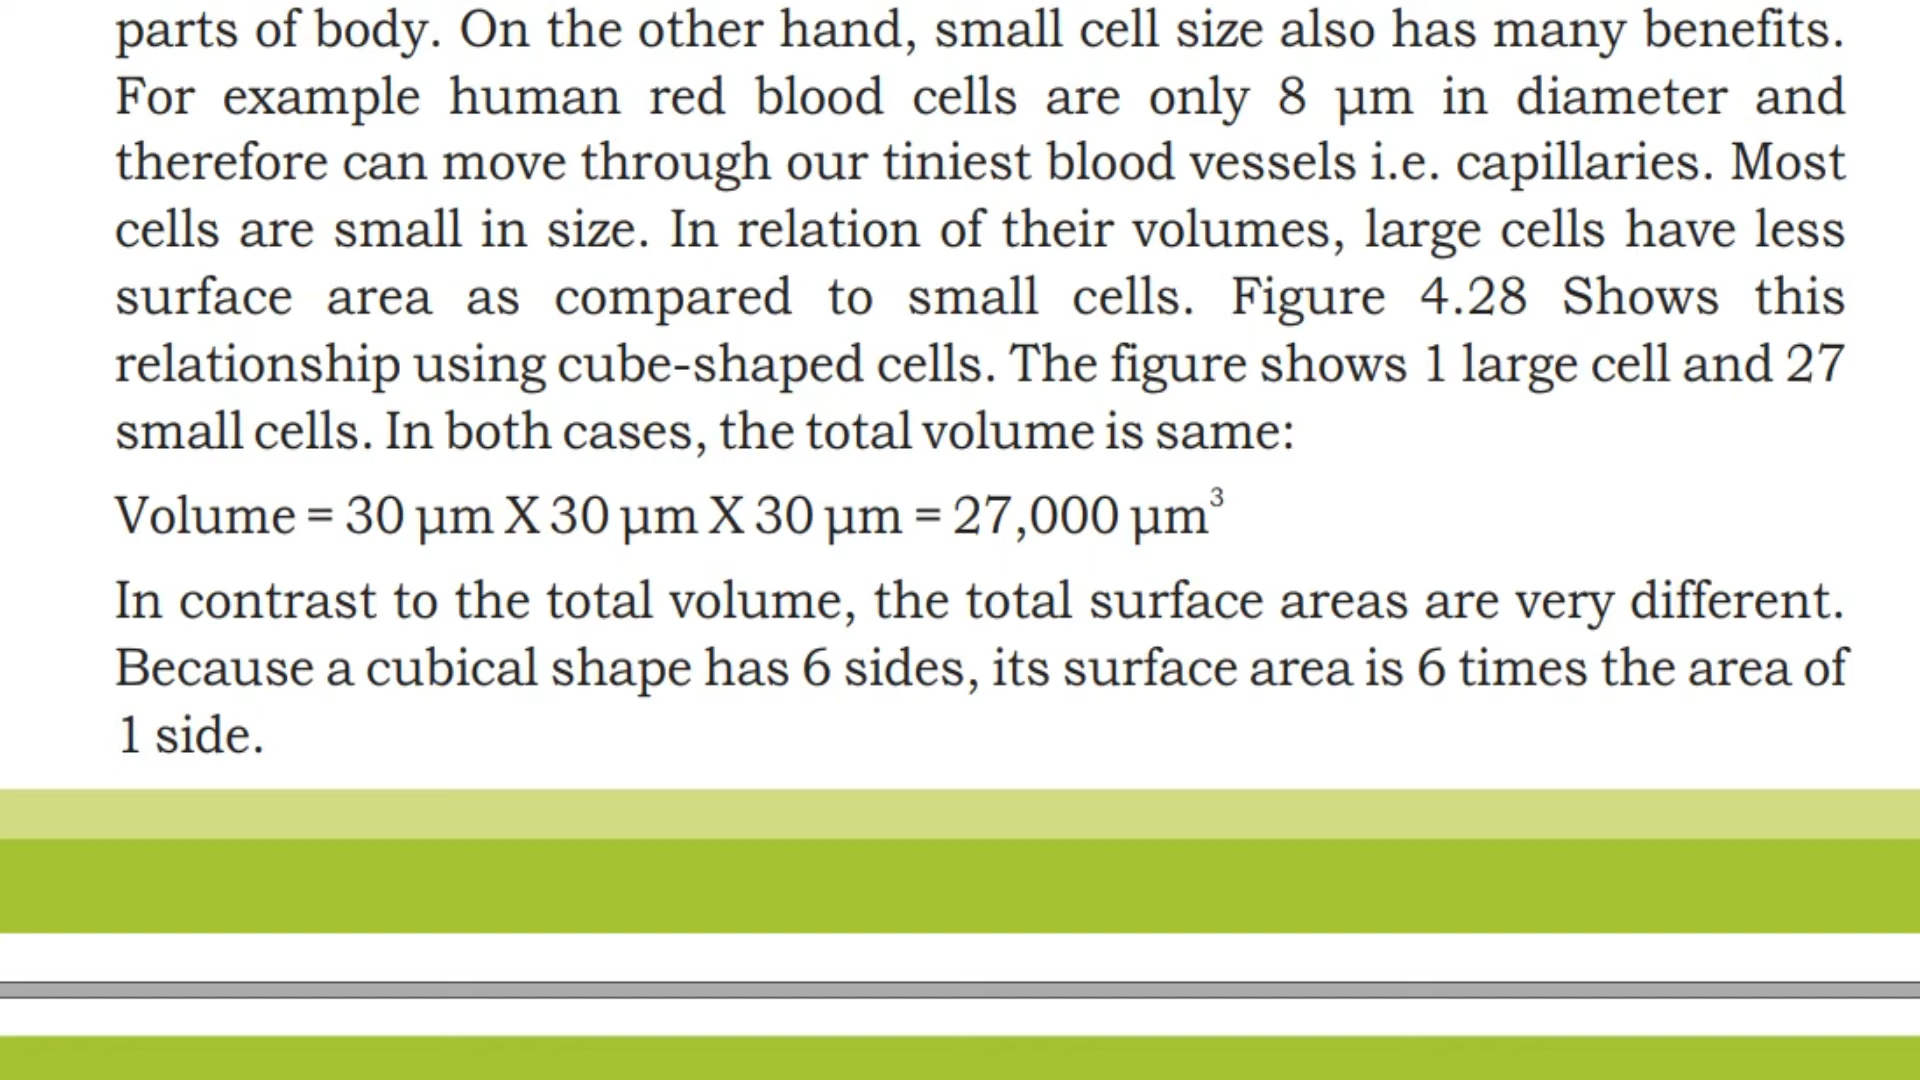 parts of body. On the other hand, small cell size also has many benefits.
For example human red blood cells are only 8 µm in diameter and
therefore can move through our tiniest blood vessels i.e. capillaries. Most
cells are small in size. In relation of their volumes, large cells have less
surface area as compared to small cells. Figure 4.28 Shows this
relationship using cube-shaped cells. The figure shows 1 large cell and 27
small cells. In both cases, the total volume is same:
Volume = 30 µm X 30 µm X 30 µm = 27,000 µm³
In contrast to the total volume, the total surface areas are very different.
Because a cubical shape has 6 sides, its surface area is 6 times the area of
1 side.